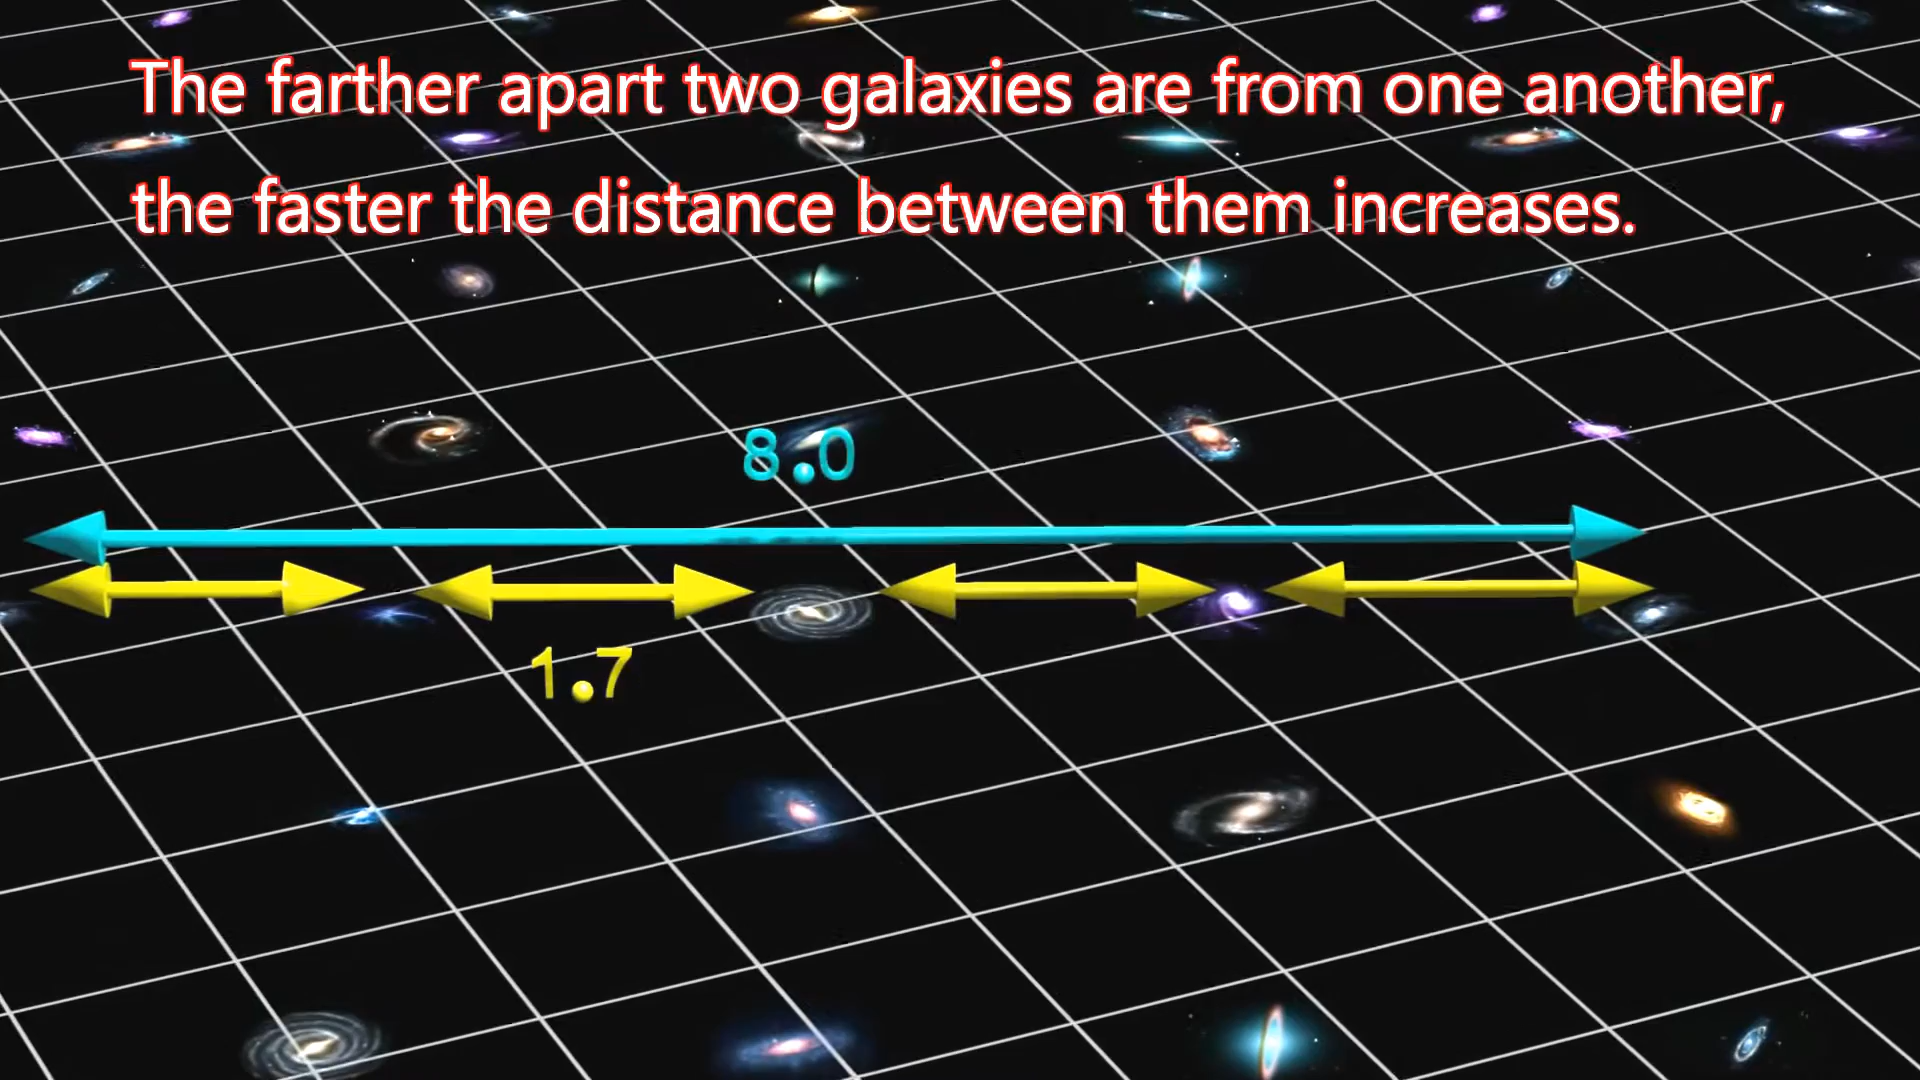 The farther apart two galaxies are from one another,
the faster the distance between them increases.
8.0
1.7